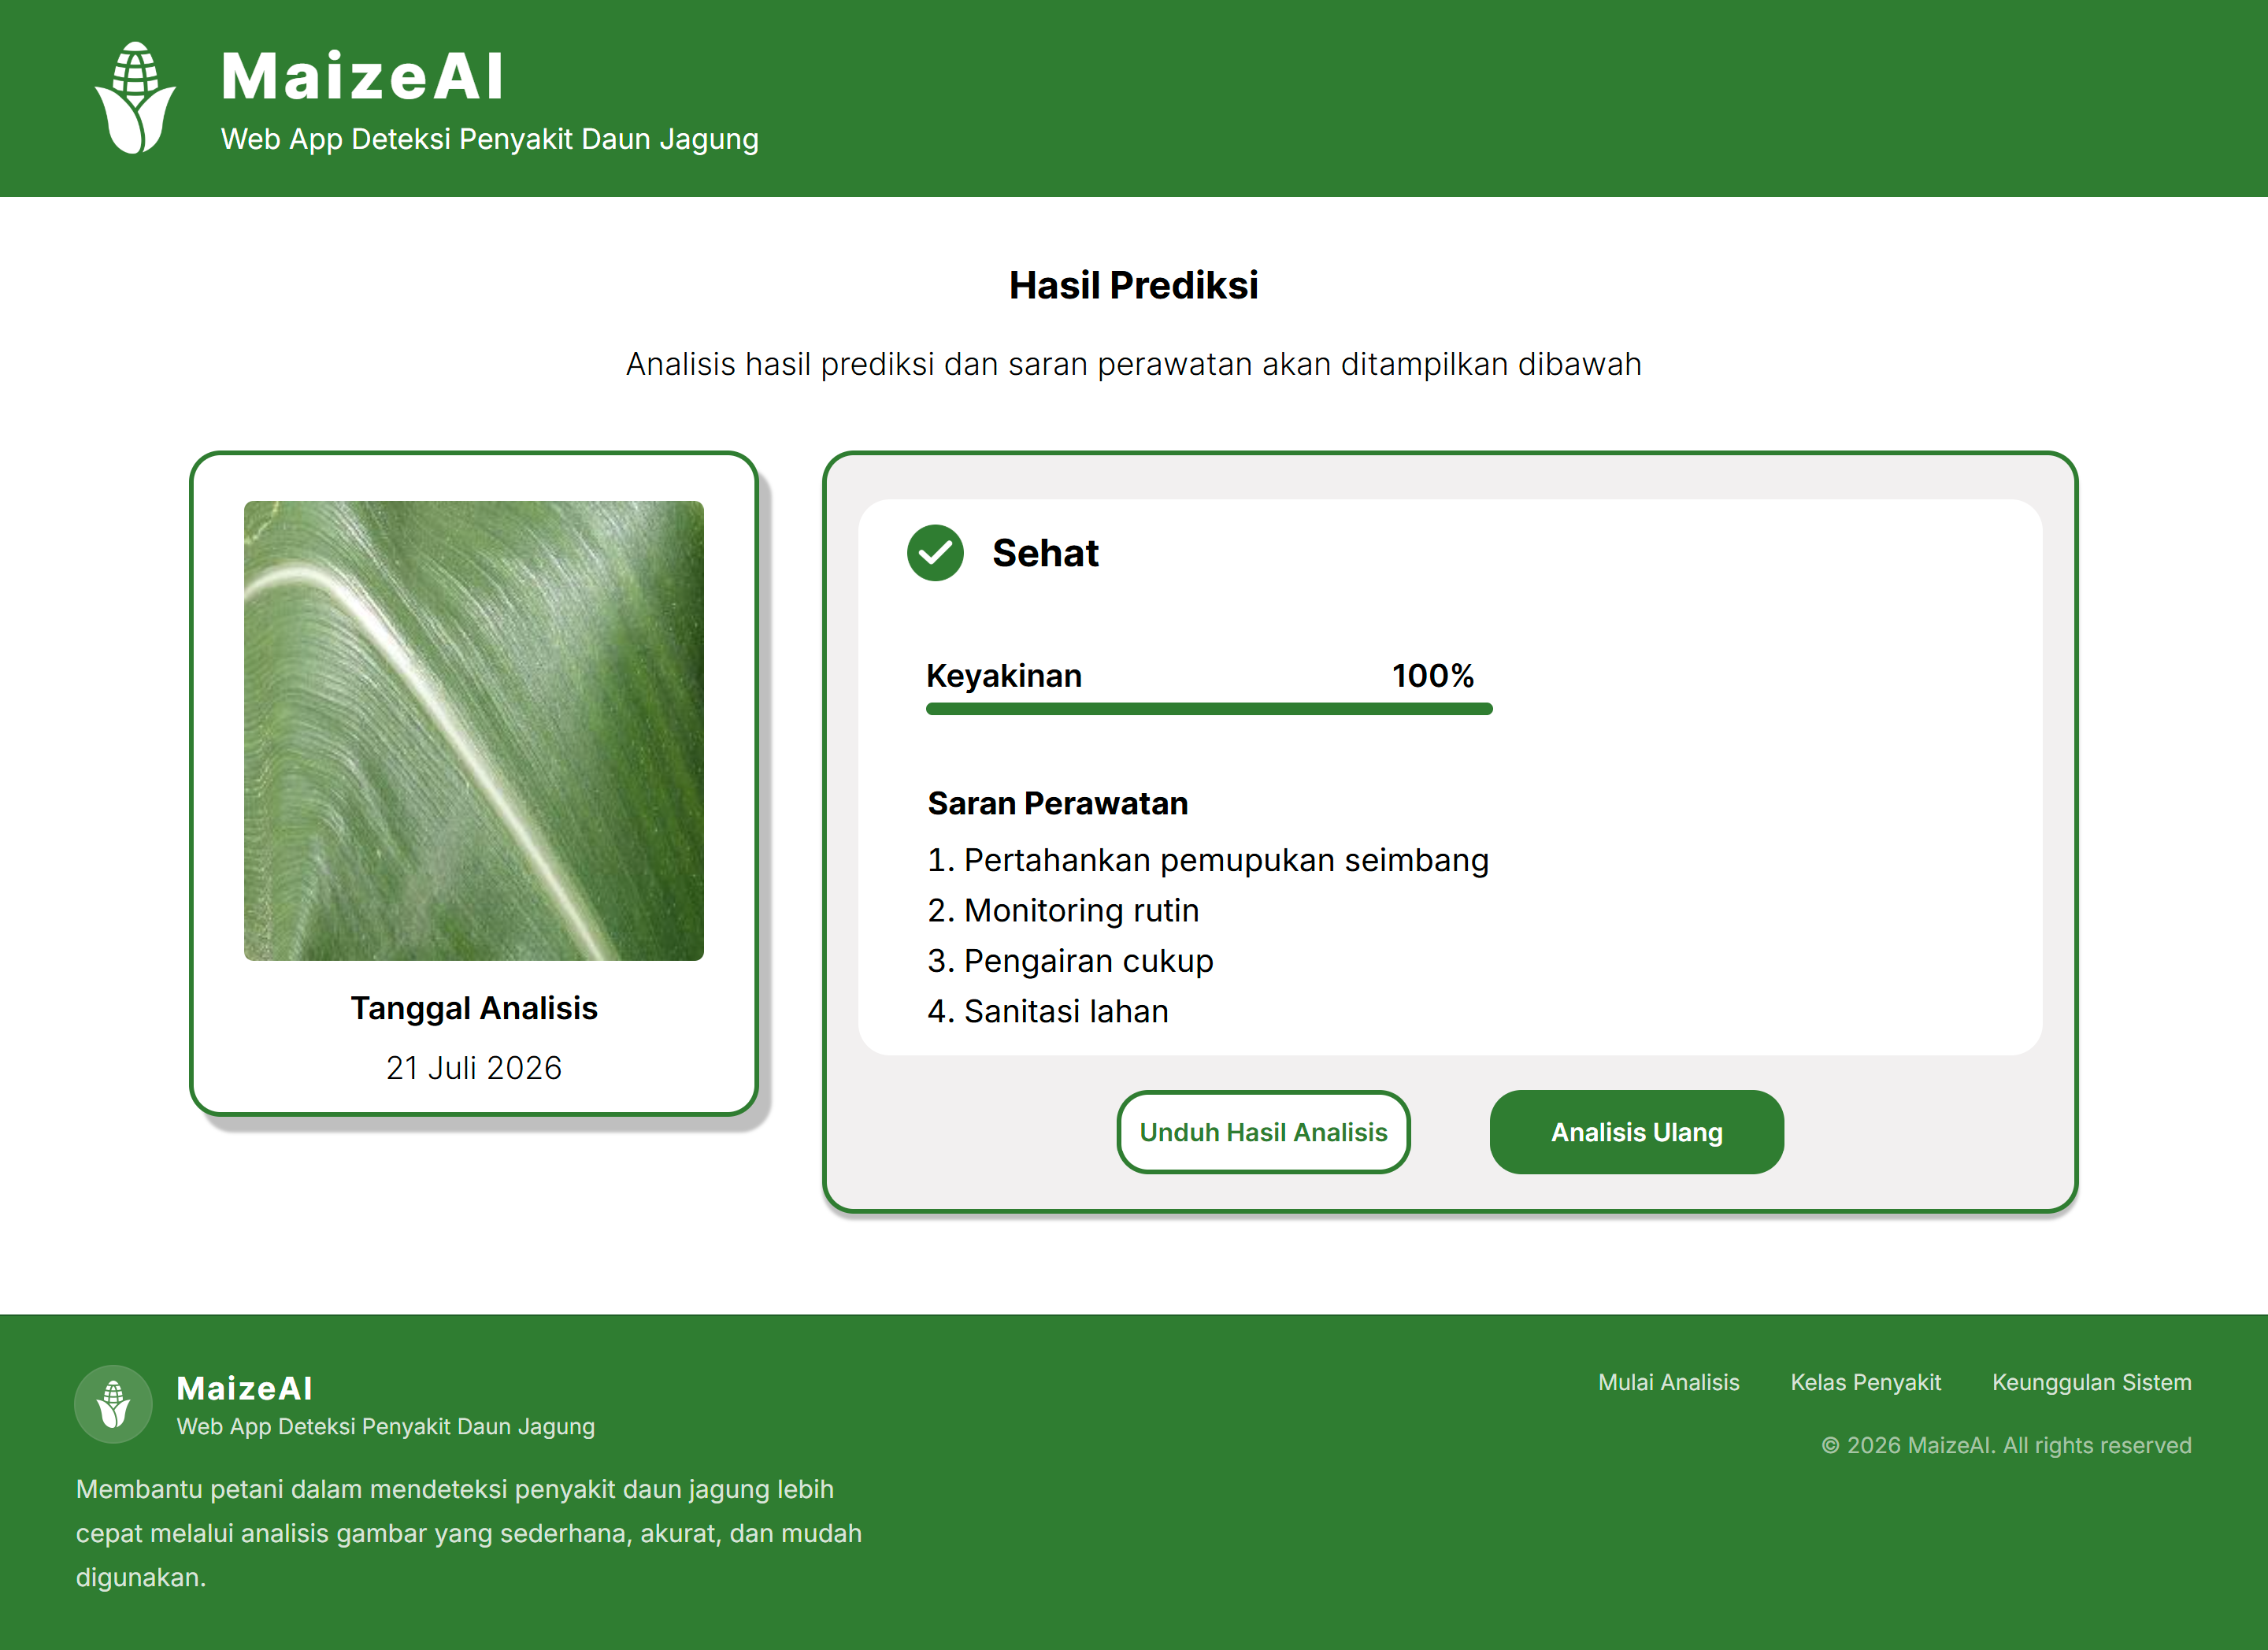 MaizeAI
Web App Deteksi Penyakit Daun Jagung
Hasil Prediksi
Analisis hasil prediksi dan saran perawatan akan ditampilkan dibawah
Tanggal Analisis
21 Juli 2026
Sehat
Keyakinan 100%
Saran Perawatan
1. Pertahankan pemupukan seimbang
2. Monitoring rutin
3. Pengairan cukup
4. Sanitasi lahan
Unduh Hasil Analisis
Analisis Ulang
MaizeAI
Web App Deteksi Penyakit Daun Jagung
Membantu petani dalam mendeteksi penyakit daun jagung lebih
cepat melalui analisis gambar yang sederhana, akurat, dan mudah
digunakan.
Mulai Analisis Kelas Penyakit Keunggulan Sistem
© 2026 MaizeAI. All rights reserved